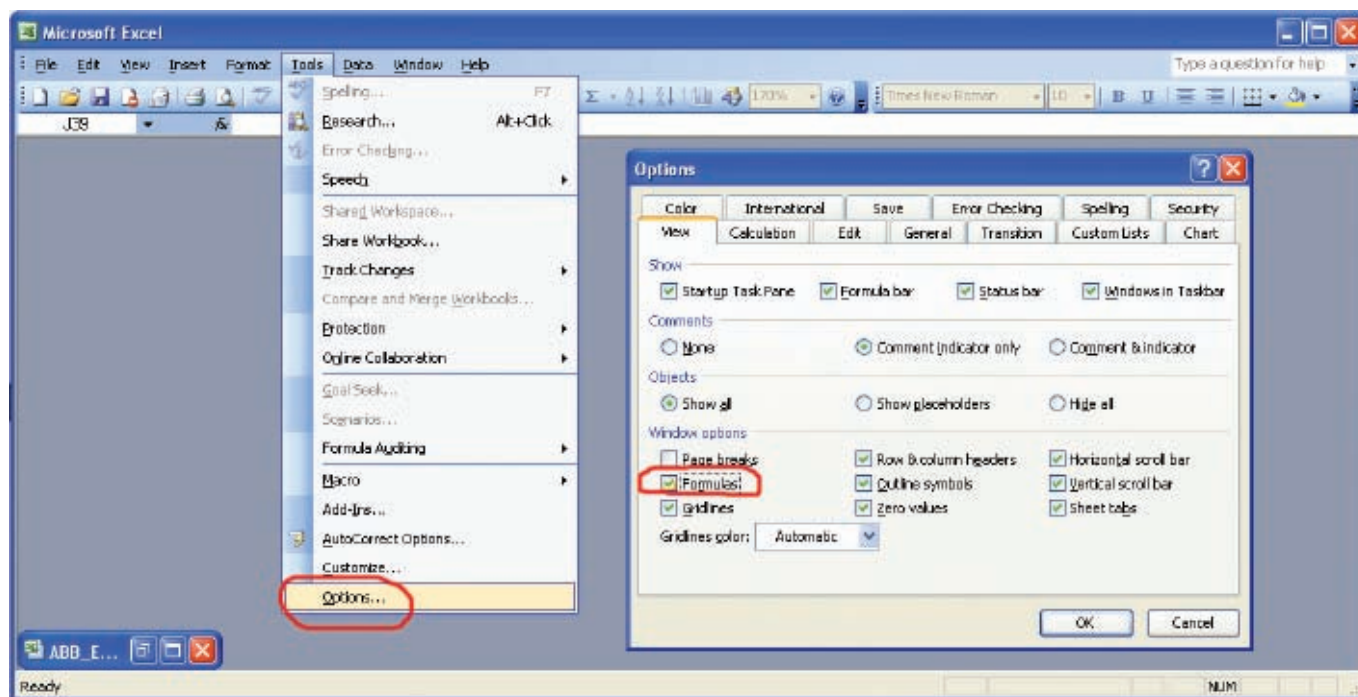 Microsoft Excel
File Edit View Insert Format Tools Data Window Help Type a question for help
120% Times New Roman 10 B U
J39 fx
Spelling... F7
Research... Alt+Click
Error Checking...
Speech
Shared Workspace...
Share Workbook...
Track Changes
Compare and Merge Workbooks...
Protection
Online Collaboration
Goal Seek...
Scenarios...
Formula Auditing
Macro
Add-Ins...
AutoCorrect Options...
Customize...
Options...
Options
Color International Save Error Checking Spelling Security
View Calculation Edit General Transition Custom Lists Chart
Show
Startup Task Pane Formula bar Status bar Windows in Taskbar
Comments
None Comment indicator only Comment & indicator
Objects
Show all Show placeholders Hide all
Window options
Page breaks Row & column headers Horizontal scroll bar
Formulas Outline symbols Vertical scroll bar
Gridlines Zero values Sheet tabs
Gridlines color: Automatic
OK Cancel
ABB_E...
Ready NUM